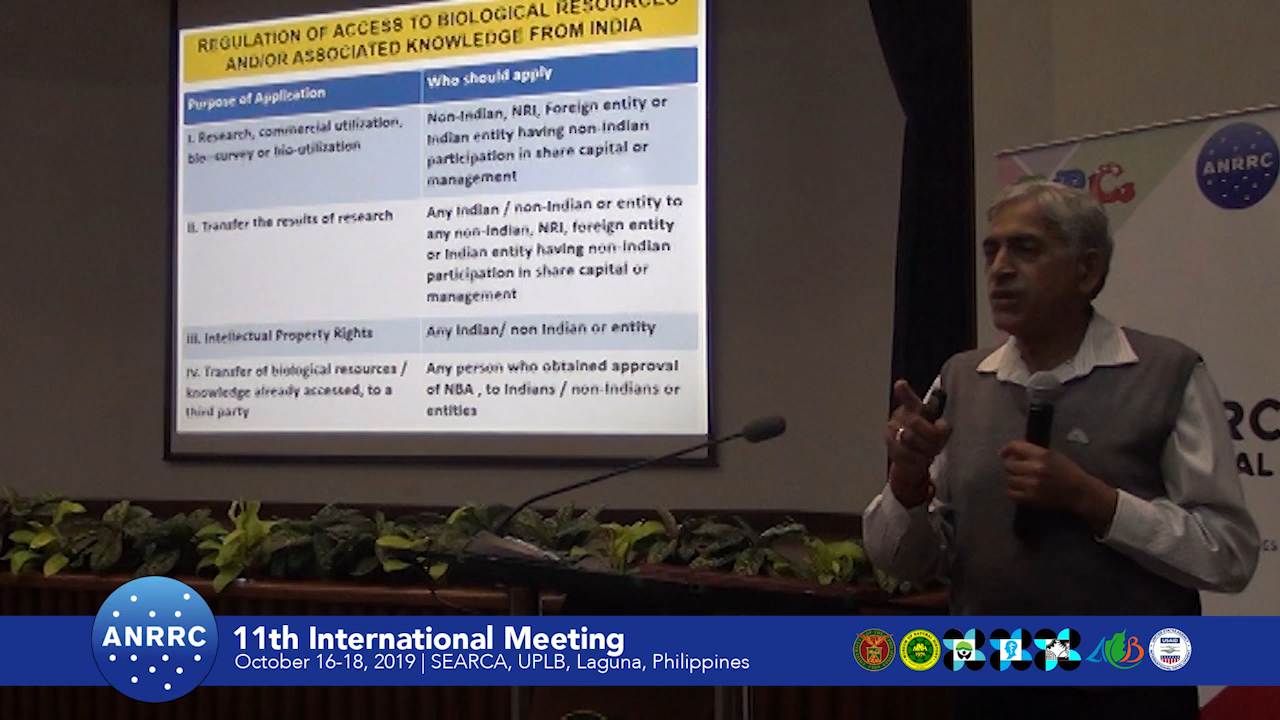 REGULATION OF ACCESS TO BIOLOGICAL RESOURCES
AND/OR ASSOCIATED KNOWLEDGE FROM INDIA
Purpose of Application
Who should apply
I. Research, commercial utilization,
bio-survey or bio-utilization
Non-Indian, NRI, Foreign entity or
Indian entity having non-Indian
participation in share capital or
management
II. Transfer the results of research
Any Indian / non-Indian or entity to
any non-Indian, NRI, foreign entity
or Indian entity having non-Indian
participation in share capital or
management
III. Intellectual Property Rights
Any Indian/ non Indian or entity
IV. Transfer of biological resources /
knowledge already accessed, to a
third party
Any person who obtained approval
of NBA , to Indians / non-Indians or
entities
ANRRC
RC
AL
ANRRC
11th International Meeting
October 16-18, 2019 | SEARCA, UPLB, Laguna, Philippines
USAID